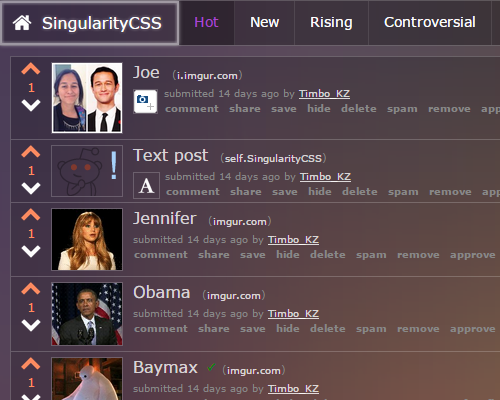 SingularityCSS Hot New Rising Controversial
1
Joe (i.imgur.com)
submitted 14 days ago by Timbo_KZ
comment share save hide delete spam remove app
1
Text post (self.SingularityCSS)
!
A
submitted 14 days ago by Timbo_KZ
comment share save hide delete spam remove app
1
Jennifer (imgur.com)
submitted 14 days ago by Timbo_KZ
comment share save hide delete spam remove approve
1
Obama (imgur.com)
submitted 14 days ago by Timbo_KZ
comment share save hide delete spam remove approve
1
Baymax ✓ (imgur.com)
submitted 14 days ago by Timbo_KZ